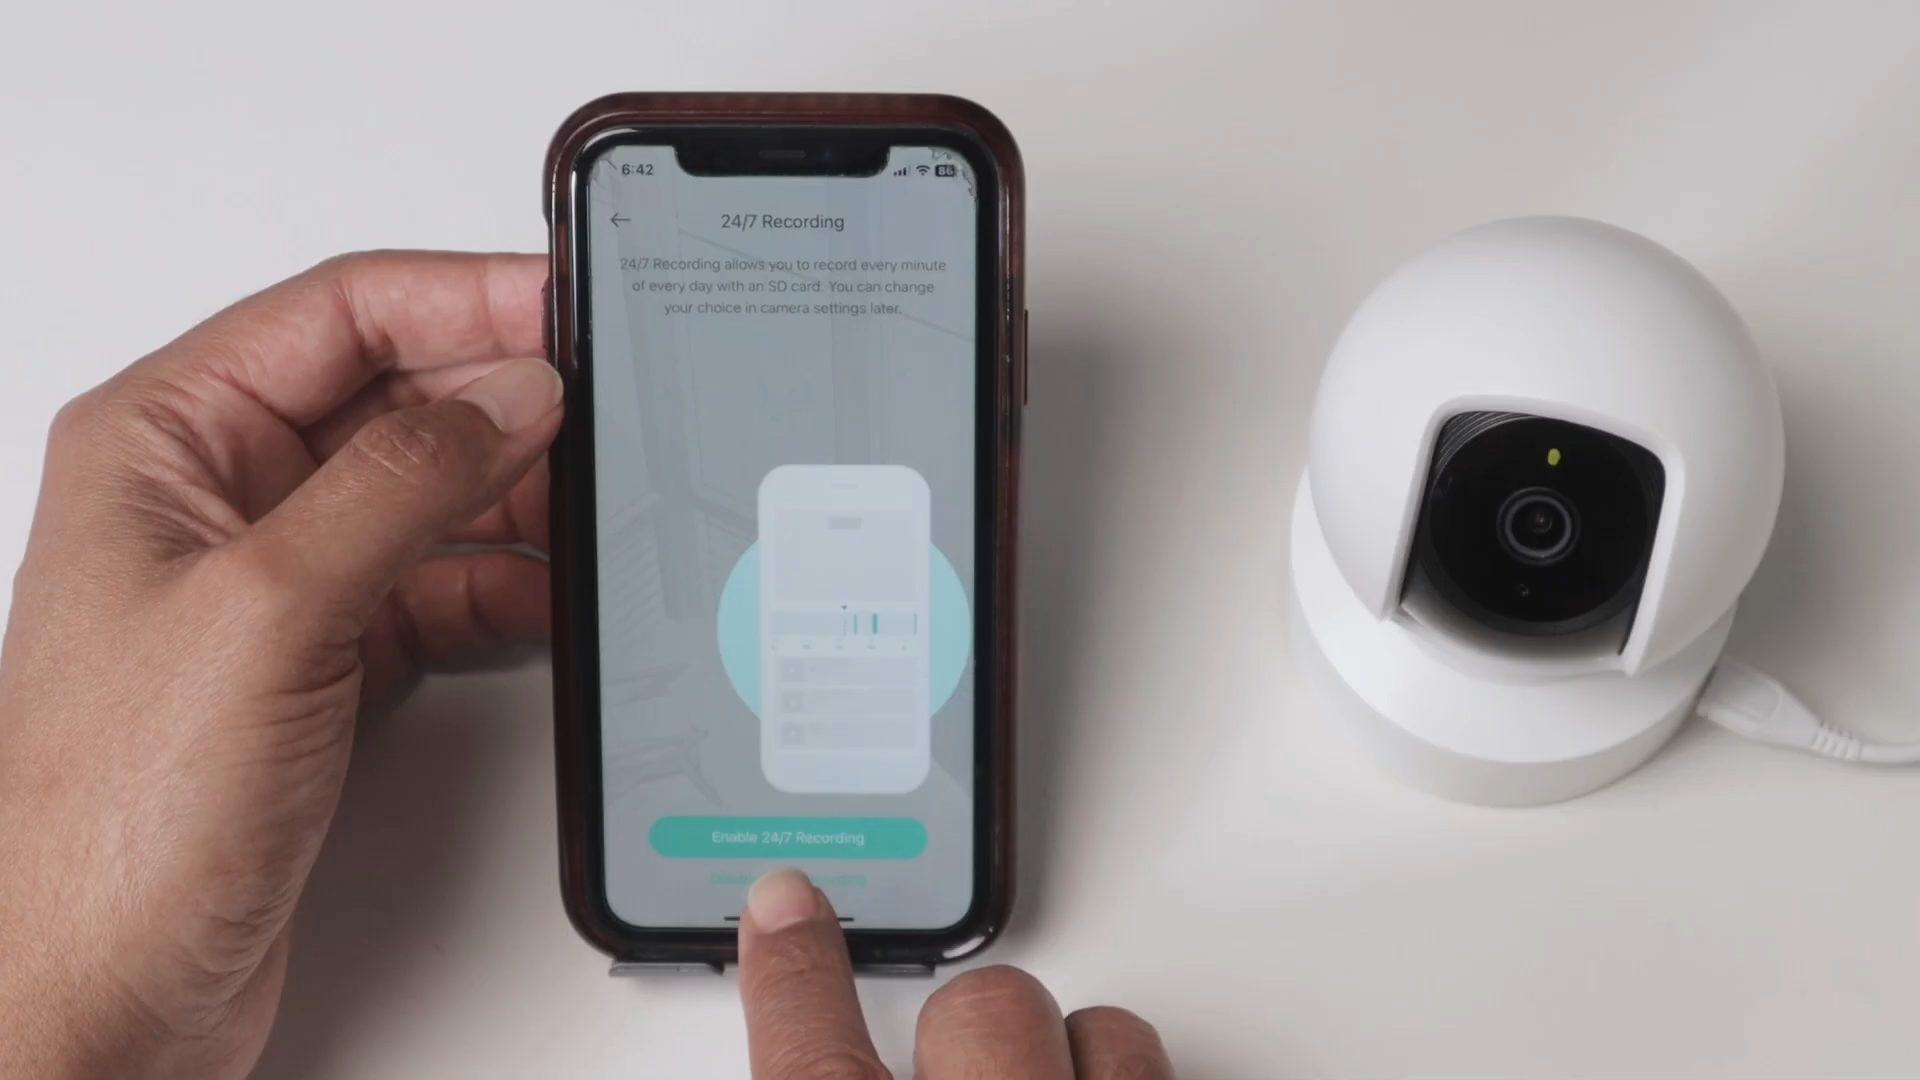 6:42
86
24/7 Recording
24/7 Recording allows you to record every minute
of every day with an SD card. You can change
your choice in camera settings later.
Enable 24/7 Recording